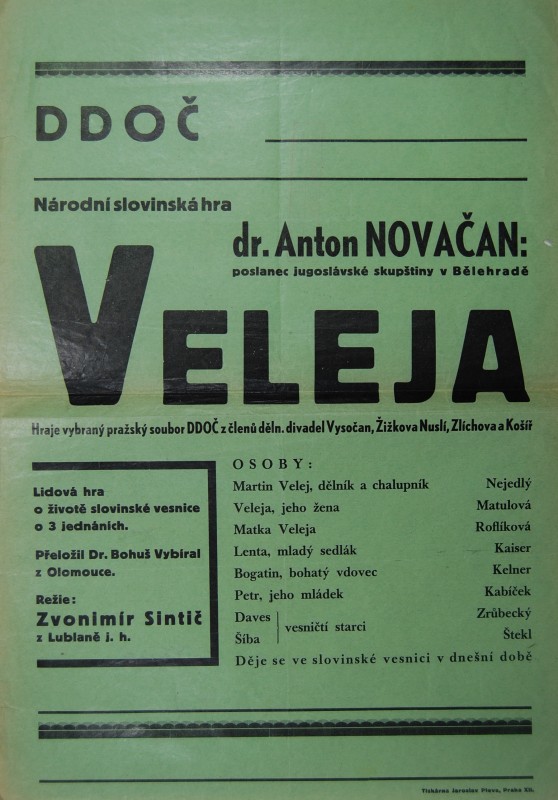 DDOČ
Národní slovinská hra
dr. Anton NOVAČAN:
poslanec jugoslávské skupštiny v Bělehradě
VELEJA
Hraje vybraný pražský soubor DDOČ z členů děln. divadel Vysočan, Žižkova Nuslí, Zlíchova a Košíř
Lidová hra
o životě slovinské vesnice
o 3 jednáních.
Přeložil Dr. Bohuš Vybíral
z Olomouce.
Režie:
Zvonimír Sintič
z Lublaně j. h.
OSOBY:
Martin Velej, dělník a chalupník Nejedlý
Veleja, jeho žena Matulová
Matka Veleja Roflíková
Lenta, mladý sedlák Kaiser
Bogatin, bohatý vdovec Kelner
Petr, jeho mládek Kabíček
Daves Zrůbecký
vesničtí starci
Šíba Štekl
Děje se ve slovinské vesnici v dnešní době
Tiskárna Jaroslav Pleva, Praha XII.